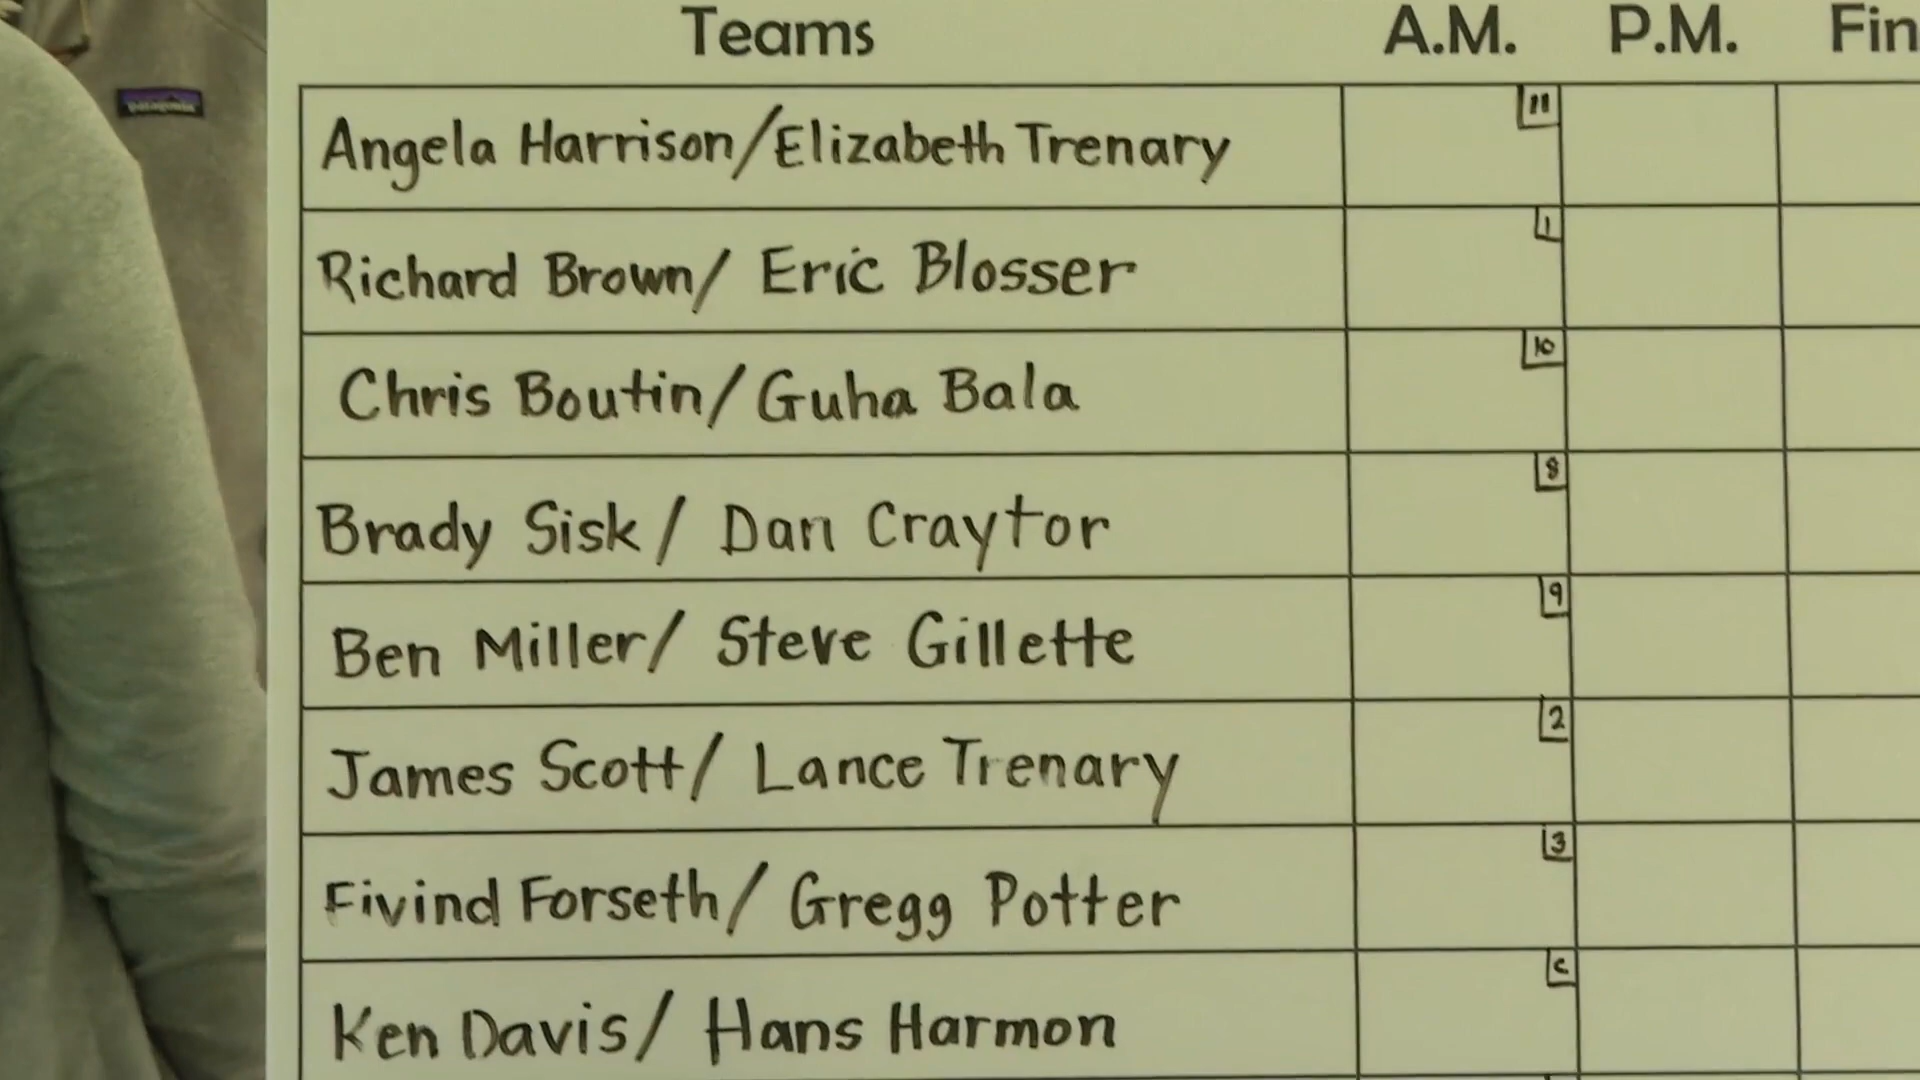 Teams A.M. P.M. Fin
patagonia
Angela Harrison/Elizabeth Trenary 11
Richard Brown/ Eric Blosser 1
Chris Boutin/Guha Bala 10
Brady Sisk/ Dan Craytor 8
Ben Miller/ Steve Gillette 9
James Scott/ Lance Trenary 2
Eivind Forseth/ Gregg Potter 3
Ken Davis/ Hans Harmon c